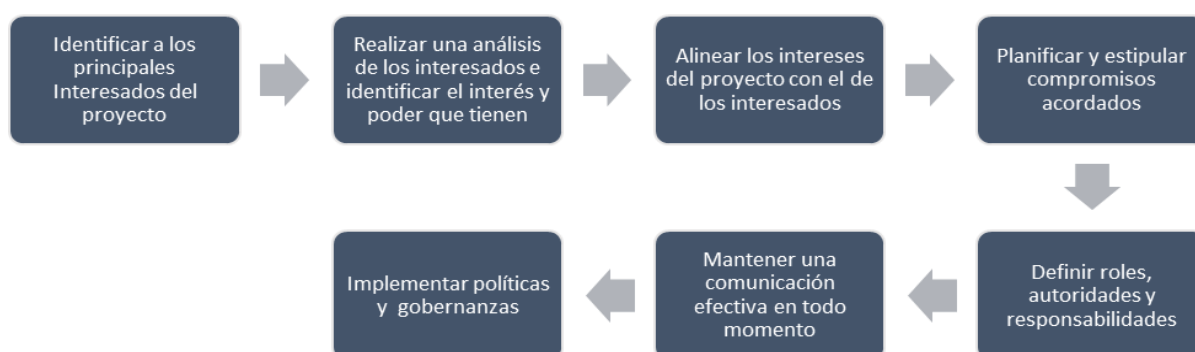 Identificar a los
principales
Interesados del
proyecto
Realizar una análisis
de los interesados e
identificar el interés y
poder que tienen
Alinear los intereses
del proyecto con el de
los interesados
Planificar y estipular
compromisos
acordados
Definir roles,
autoridades y
responsabilidades
Mantener una
comunicación
efectiva en todo
momento
Implementar políticas
y gobernanzas